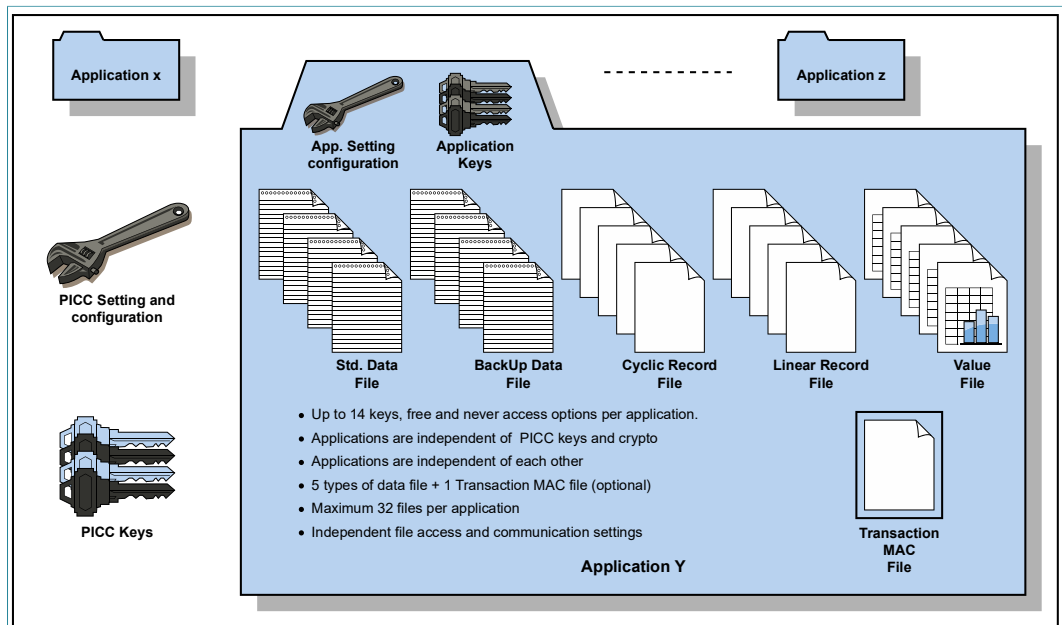 Application x
Application z
App. Setting
configuration
Application
Keys
PICC Setting and
configuration
Std. Data
File
BackUp Data
File
Cyclic Record
File
Linear Record
File
Value
File
• Up to 14 keys, free and never access options per application.
• Applications are independent of PICC keys and crypto
• Applications are independent of each other
• 5 types of data file + 1 Transaction MAC file (optional)
• Maximum 32 files per application
• Independent file access and communication settings
PICC Keys
Transaction
MAC
File
Application Y